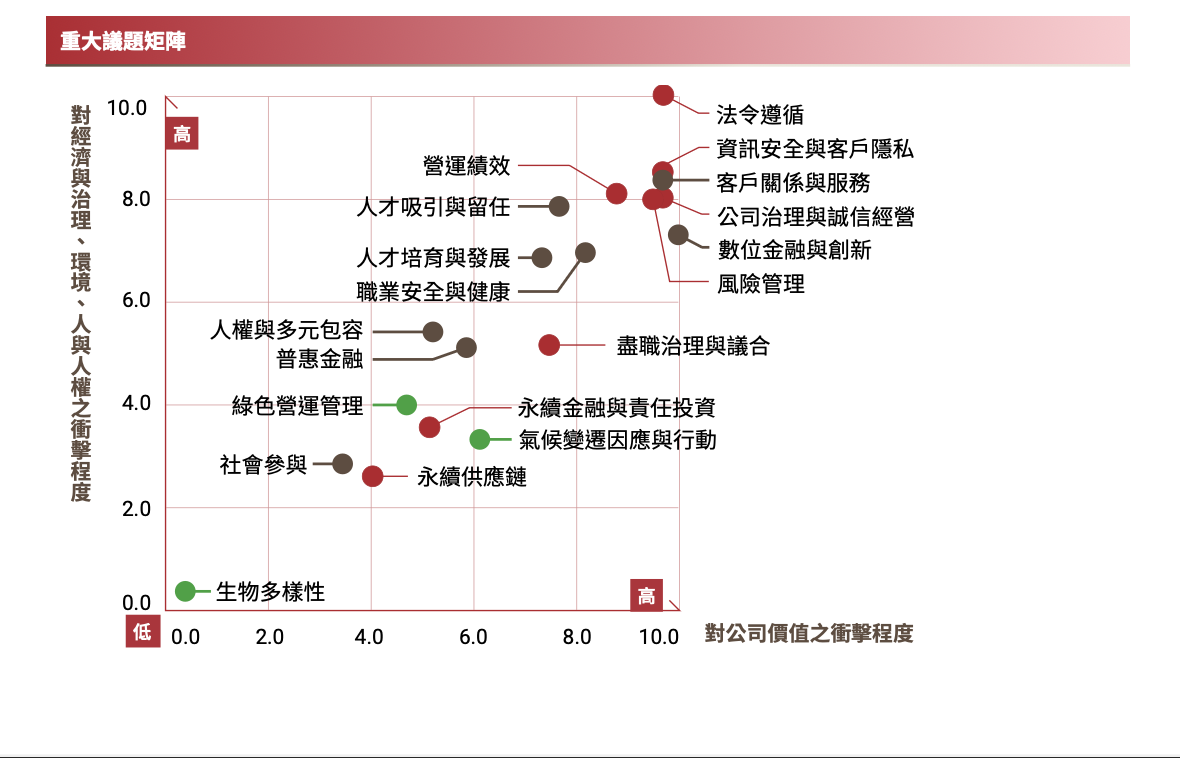 重大議題矩陣
對經濟與治理、環境、人與人權之衝擊程度
10.0
高
法令遵循
資訊安全與客戶隱私
營運績效
客戶關係與服務
8.0
人才吸引與留任
公司治理與誠信經營
數位金融與創新
人才培育與發展
風險管理
職業安全與健康
6.0
人權與多元包容
盡職治理與議合
普惠金融
4.0
綠色營運管理
永續金融與責任投資
氣候變遷因應與行動
社會參與
永續供應鏈
2.0
生物多樣性
高
0.0
低
0.0 2.0 4.0 6.0 8.0 10.0
對公司價值之衝擊程度